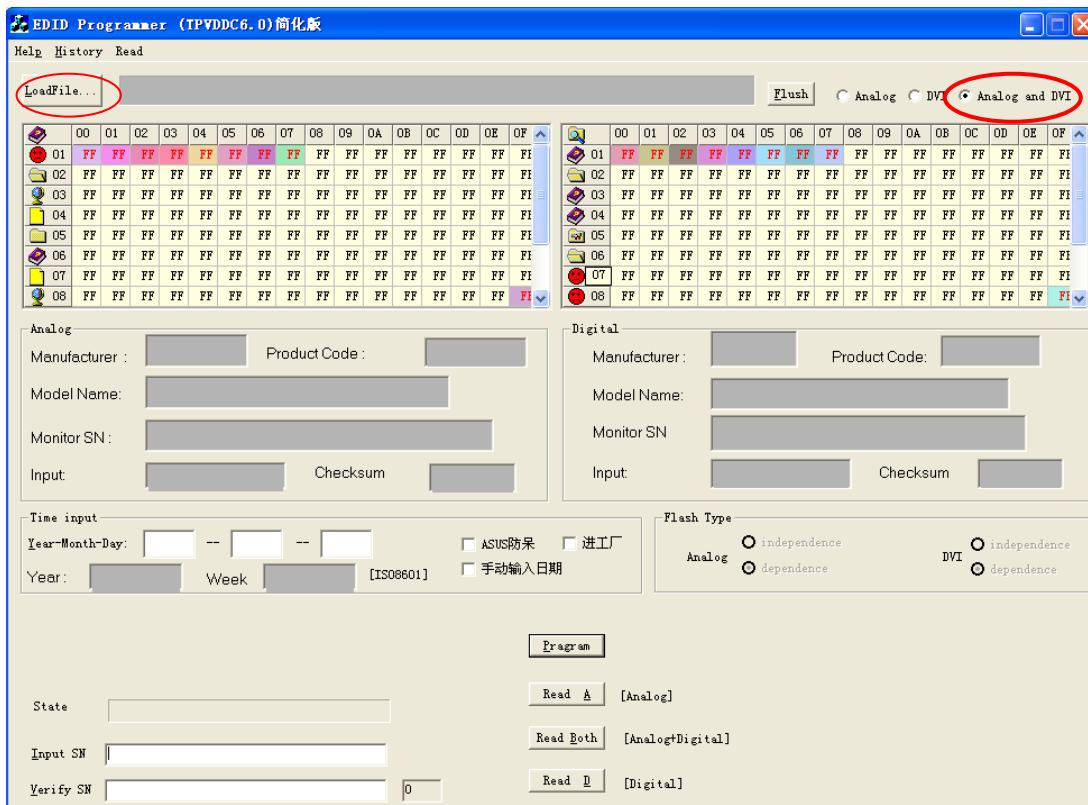 EDID Programmer (TPVDDC6.0)简化版
Help History Read
LoadFile... Flush Analog DVI Analog and DVI
00 01 02 03 04 05 06 07 08 09 0A 0B 0C 0D 0E 0F 00 01 02 03 04 05 06 07 08 09 0A 0B 0C 0D 0E 0F
01 FF FF FF FF FF FF FF FF FF FF FF FF FF FF FF FF 01 FF FF FF FF FF FF FF FF FF FF FF FF FF FF FF FF
02 FF FF FF FF FF FF FF FF FF FF FF FF FF FF FF FF 02 FF FF FF FF FF FF FF FF FF FF FF FF FF FF FF FF
03 FF FF FF FF FF FF FF FF FF FF FF FF FF FF FF FF 03 FF FF FF FF FF FF FF FF FF FF FF FF FF FF FF FF
04 FF FF FF FF FF FF FF FF FF FF FF FF FF FF FF FF 04 FF FF FF FF FF FF FF FF FF FF FF FF FF FF FF FF
05 FF FF FF FF FF FF FF FF FF FF FF FF FF FF FF FF 05 FF FF FF FF FF FF FF FF FF FF FF FF FF FF FF FF
06 FF FF FF FF FF FF FF FF FF FF FF FF FF FF FF FF 06 FF FF FF FF FF FF FF FF FF FF FF FF FF FF FF FF
07 FF FF FF FF FF FF FF FF FF FF FF FF FF FF FF FF 07 FF FF FF FF FF FF FF FF FF FF FF FF FF FF FF FF
08 FF FF FF FF FF FF FF FF FF FF FF FF FF FF FF FF 08 FF FF FF FF FF FF FF FF FF FF FF FF FF FF FF FF
Analog Digital
Manufacturer : Product Code : Manufacturer : Product Code:
Model Name: Model Name:
Monitor SN : Monitor SN
Input: Checksum Input: Checksum
Time input Flash Type
Year-Month-Day: -- -- ASUS防呆 进工厂 Analog independence DVI independence
Year : Week [ISO8601] 手动输入日期 dependence dependence
Pragram
Read A [Analog]
State
Read Both [Analog+Digital]
Input SN
Read D [Digital]
Verify SN 0